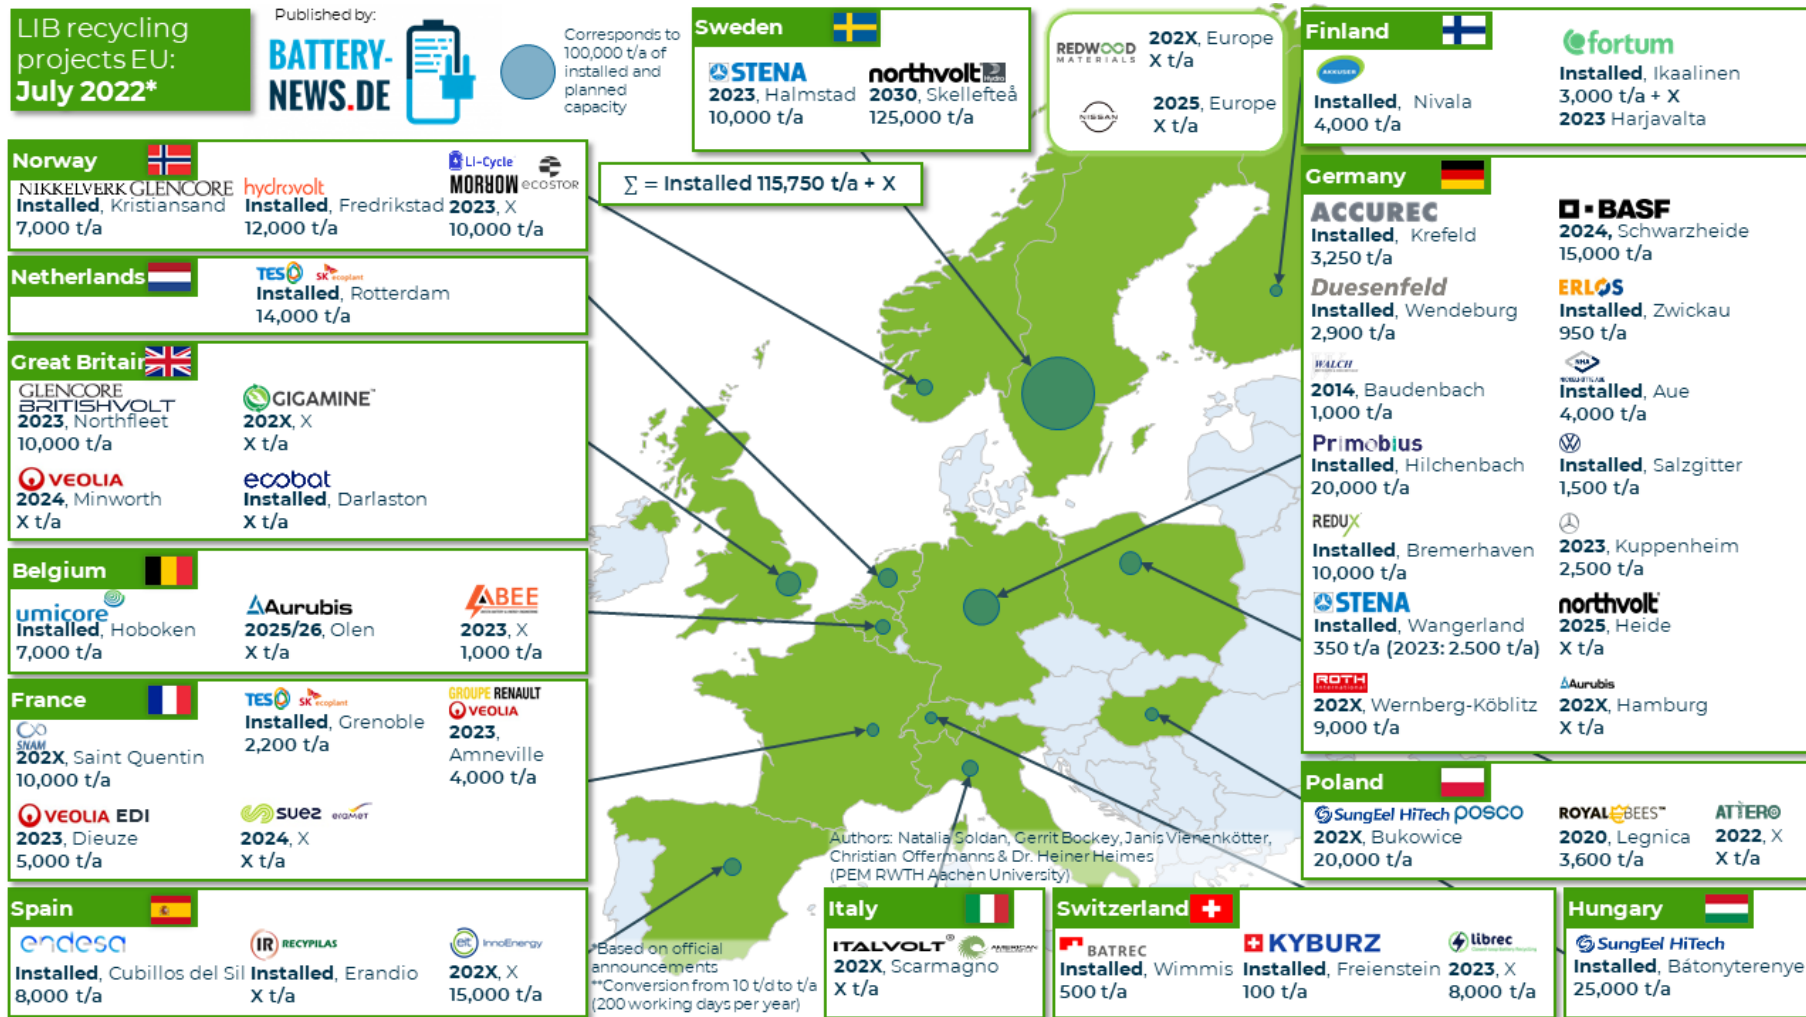 LIB recycling
projects EU:
July 2022*
Published by:
BATTERY-
NEWS.DE
Corresponds to
100,000 t/a of
installed and
planned
capacity
Sweden
STENA
2023, Halmstad
10,000 t/a
northvolt Hydro
2030, Skellefteå
125,000 t/a
REDWOOD
MATERIALS
202X, Europe
X t/a
NISSAN
2025, Europe
X t/a
Finland
AKKUSER
Installed, Nivala
4,000 t/a
fortum
Installed, Ikaalinen
3,000 t/a + X
2023 Harjavalta
Norway
NIKKELVERK GLENCORE
Installed, Kristiansand
7,000 t/a
hydrovolt
Installed, Fredrikstad
12,000 t/a
Li-Cycle
MORROW ECOSTOR
2023, X
10,000 t/a
∑ = Installed 115,750 t/a + X
Netherlands
TES SK ecoplant
Installed, Rotterdam
14,000 t/a
Great Britain
GLENCORE
BRITISHVOLT
2023, Northfleet
10,000 t/a
GIGAMINE™
202X, X
X t/a
VEOLIA
2024, Minworth
X t/a
ecobat
Installed, Darlaston
X t/a
Belgium
umicore
Installed, Hoboken
7,000 t/a
Aurubis
2025/26, Olen
X t/a
ABEE
2023, X
1,000 t/a
France
SNAM
202X, Saint Quentin
10,000 t/a
TES SK ecoplant
Installed, Grenoble
2,200 t/a
GROUPE RENAULT
VEOLIA
2023,
Amneville
4,000 t/a
VEOLIA EDI
2023, Dieuze
5,000 t/a
suez eramet
2024, X
X t/a
Spain
endesa
Installed, Cubillos del Sil
8,000 t/a
IR RECYPILAS
Installed, Erandio
X t/a
eit InnoEnergy
202X, X
15,000 t/a
Germany
ACCUREC
Installed, Krefeld
3,250 t/a
BASF
2024, Schwarzheide
15,000 t/a
Duesenfeld
Installed, Wendeburg
2,900 t/a
ERLOS
Installed, Zwickau
950 t/a
WALCH
2014, Baudenbach
1,000 t/a
NHA
Installed, Aue
4,000 t/a
Primobius
Installed, Hilchenbach
20,000 t/a
Installed, Salzgitter
1,500 t/a
REDUX
Installed, Bremerhaven
10,000 t/a
2023, Kuppenheim
2,500 t/a
STENA
Installed, Wangerland
350 t/a (2023: 2.500 t/a)
northvolt
2025, Heide
X t/a
ROTH
International
202X, Wernberg-Köblitz
9,000 t/a
Aurubis
202X, Hamburg
X t/a
Poland
SungEel HiTech posco
202X, Bukowice
20,000 t/a
ROYAL BEES™
2020, Legnica
3,600 t/a
ATTERO
2022, X
X t/a
Authors: Natalia Soldan, Gerrit Bockey, Janis Vienenkötter,
Christian Offermanns & Dr. Heiner Heimes
(PEM RWTH Aachen University)
*Based on official
announcements
**Conversion from 10 t/d to t/a
(200 working days per year)
Italy
ITALVOLT®
202X, Scarmagno
X t/a
Switzerland
BATREC
Installed, Wimmis
500 t/a
KYBURZ
Installed, Freienstein
100 t/a
librec
2023, X
8,000 t/a
Hungary
SungEel HiTech
Installed, Bátonyterenye
25,000 t/a